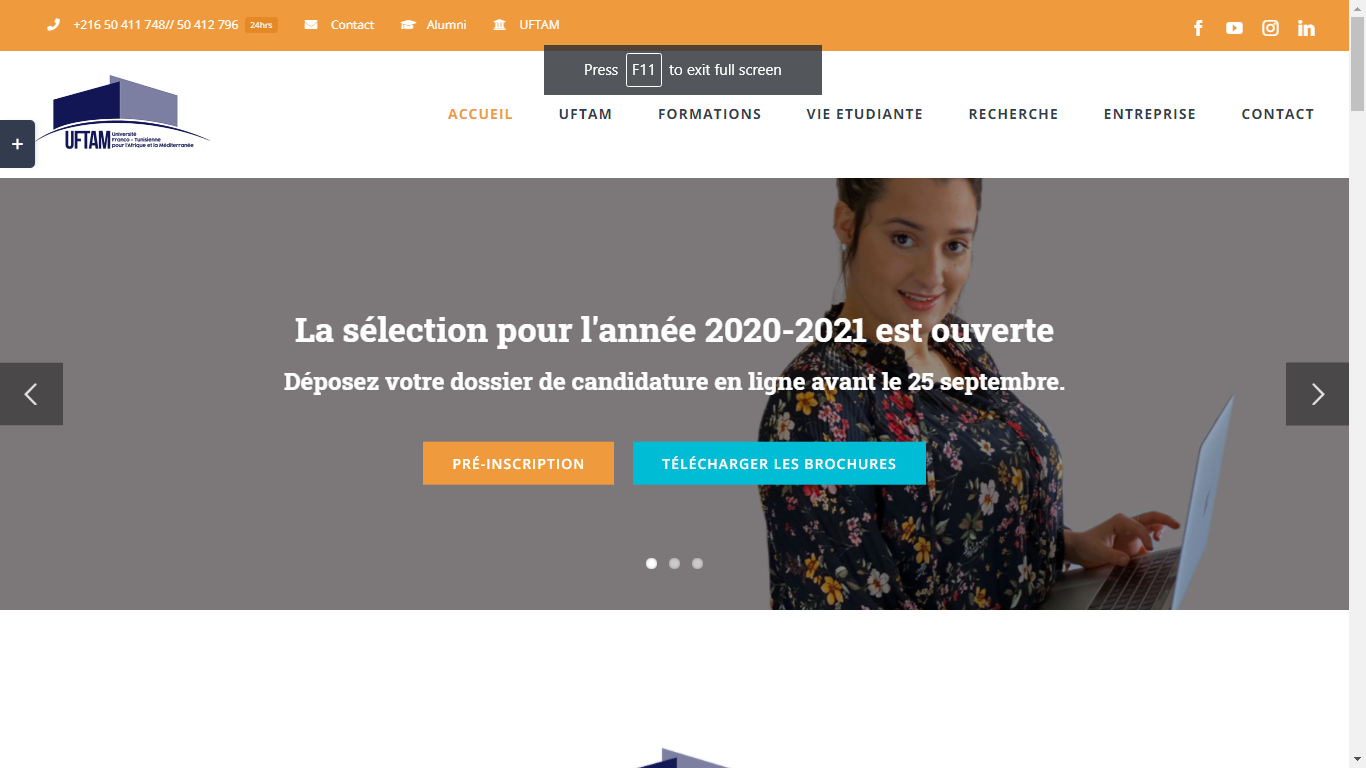 +216 50 411 748// 50 412 796 24hrs Contact Alumni UFTAM
Press F11 to exit full screen
ACCUEIL UFTAM FORMATIONS VIE ETUDIANTE RECHERCHE ENTREPRISE CONTACT
UFTAM
Université
Franco - Tunisienne
pour l'Afrique et la Méditerranée
La sélection pour l'année 2020-2021 est ouverte
Déposez votre dossier de candidature en ligne avant le 25 septembre.
PRÉ-INSCRIPTION TÉLÉCHARGER LES BROCHURES